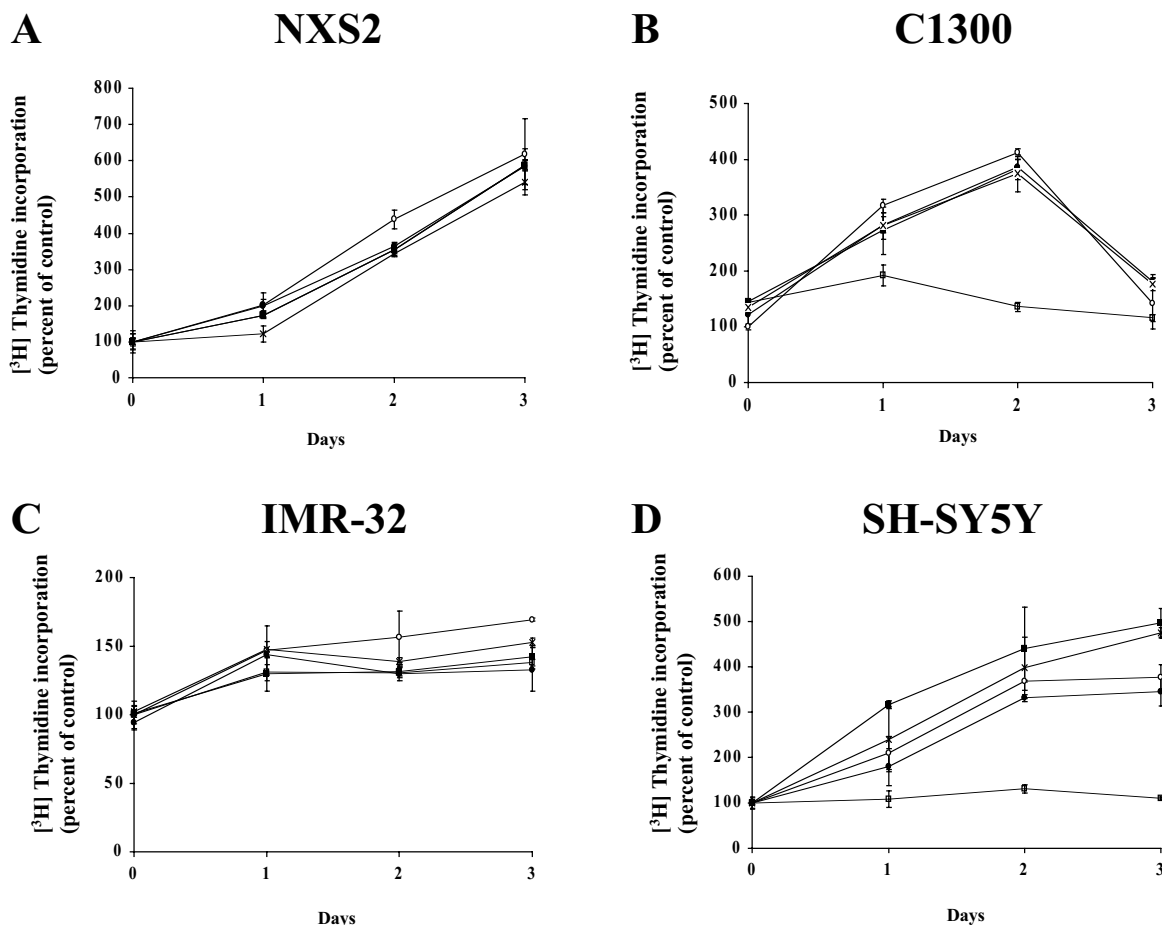 A
NXS2
[³H] Thymidine incorporation
(percent of control)
800
700
600
500
400
300
200
100
0
0
1
2
3
Days
B
C1300
[³H] Thymidine incorporation
(percent of control)
500
400
300
200
100
0
0
1
2
3
Days
C
IMR-32
[³H] Thymidine incorporation
(percent of control)
200
150
100
50
0
0
1
2
3
Days
D
SH-SY5Y
[³H] Thymidine incorporation
(percent of control)
600
500
400
300
200
100
0
0
1
2
3
Days